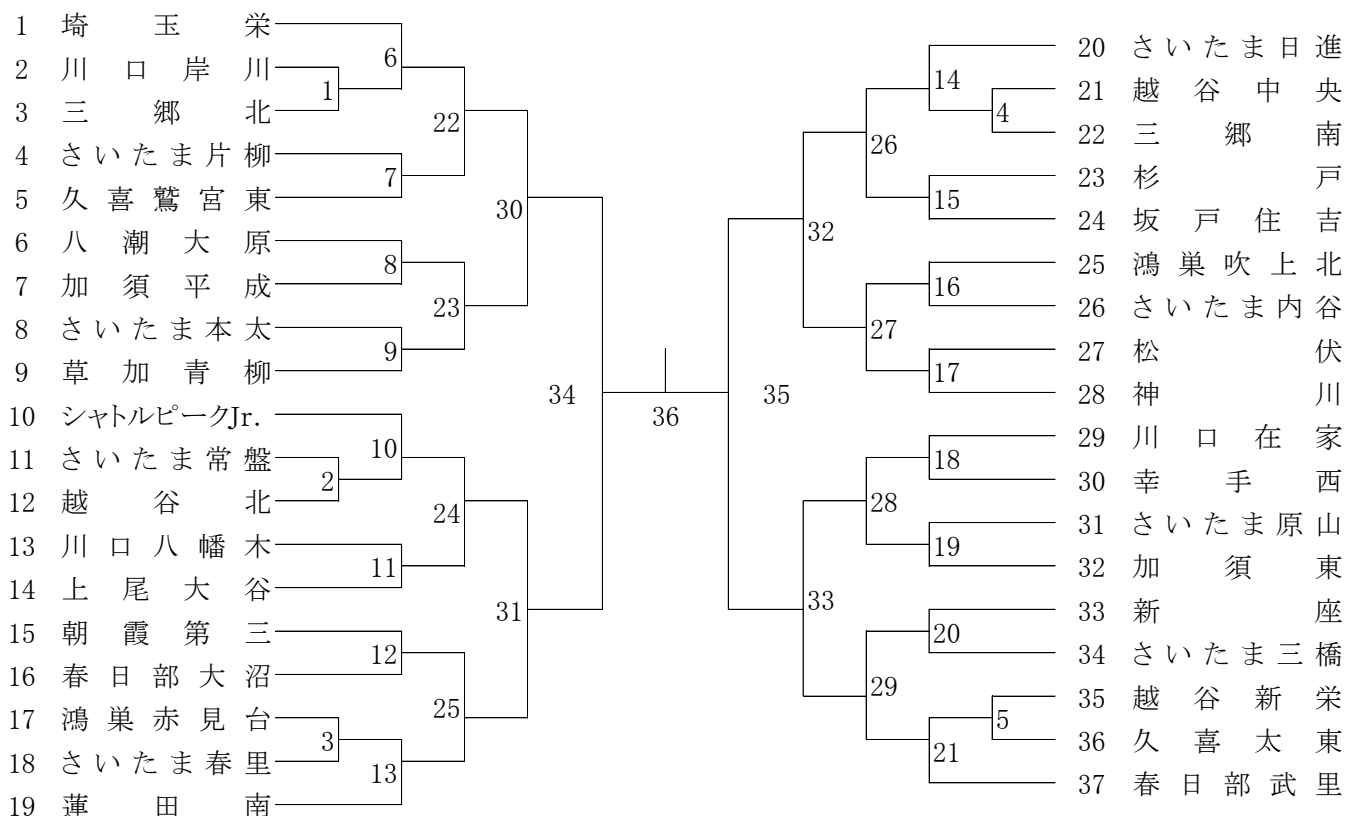 1 埼玉栄
2 川口岸川
3 三郷北
4 さいたま片柳
5 久喜鷲宮東
6 八潮大原
7 加須平成
8 さいたま本太
9 草加青柳
10 シャトルピークJr.
11 さいたま常盤
12 越谷北
13 川口八幡木
14 上尾大谷
15 朝霞第三
16 春日部大沼
17 鴻巣赤見台
18 さいたま春里
19 蓮田南
6
1
22
7
30
8
23
9
34
10
2
24
11
31
12
25
3
13
36
35
14
4
26
15
32
16
27
17
18
28
19
33
20
29
5
21
20 さいたま日進
21 越谷中央
22 三郷南
23 杉戸
24 坂戸住吉
25 鴻巣吹上北
26 さいたま内谷
27 松伏
28 神川
29 川口在家
30 幸手西
31 さいたま原山
32 加須東
33 新座
34 さいたま三橋
35 越谷新栄
36 久喜太東
37 春日部武里